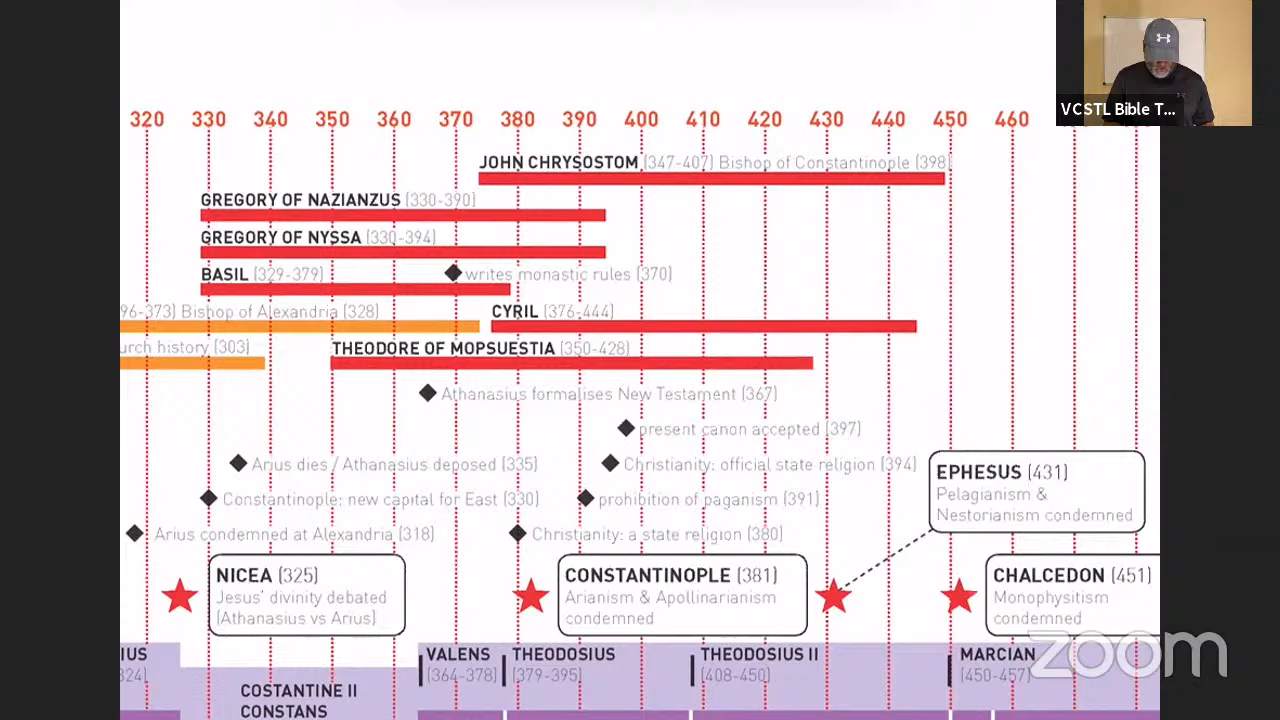 VCSTL Bible T...
320 330 340 350 360 370 380 390 400 410 420 430 440 450 460
JOHN CHRYSOSTOM (347-407) Bishop of Constantinople (398)
GREGORY OF NAZIANZUS (330-390)
GREGORY OF NYSSA (330-394)
BASIL (329-379)
writes monastic rules (370)
96-373) Bishop of Alexandria (328)
CYRIL (376-444)
urch history (303)
THEODORE OF MOPSUESTIA (350-428)
Athanasius formalises New Testament (367)
present canon accepted (397)
Arius dies / Athanasius deposed (335)
Christianity: official state religion (394)
Constantinople: new capital for East (330)
prohibition of paganism (391)
Arius condemned at Alexandria (318)
Christianity: a state religion (380)
EPHESUS (431)
Pelagianism &
Nestorianism condemned
NICEA (325)
Jesus' divinity debated
(Athanasius vs Arius)
CONSTANTINOPLE (381)
Arianism & Apollinarianism
condemned
CHALCEDON (451)
Monophysitism
condemned
zoom
IUS
324)
VALENS
(364-378)
THEODOSIUS
(379-395)
THEODOSIUS II
(408-450)
MARCIAN
(450-457)
COSTANTINE II
CONSTANS